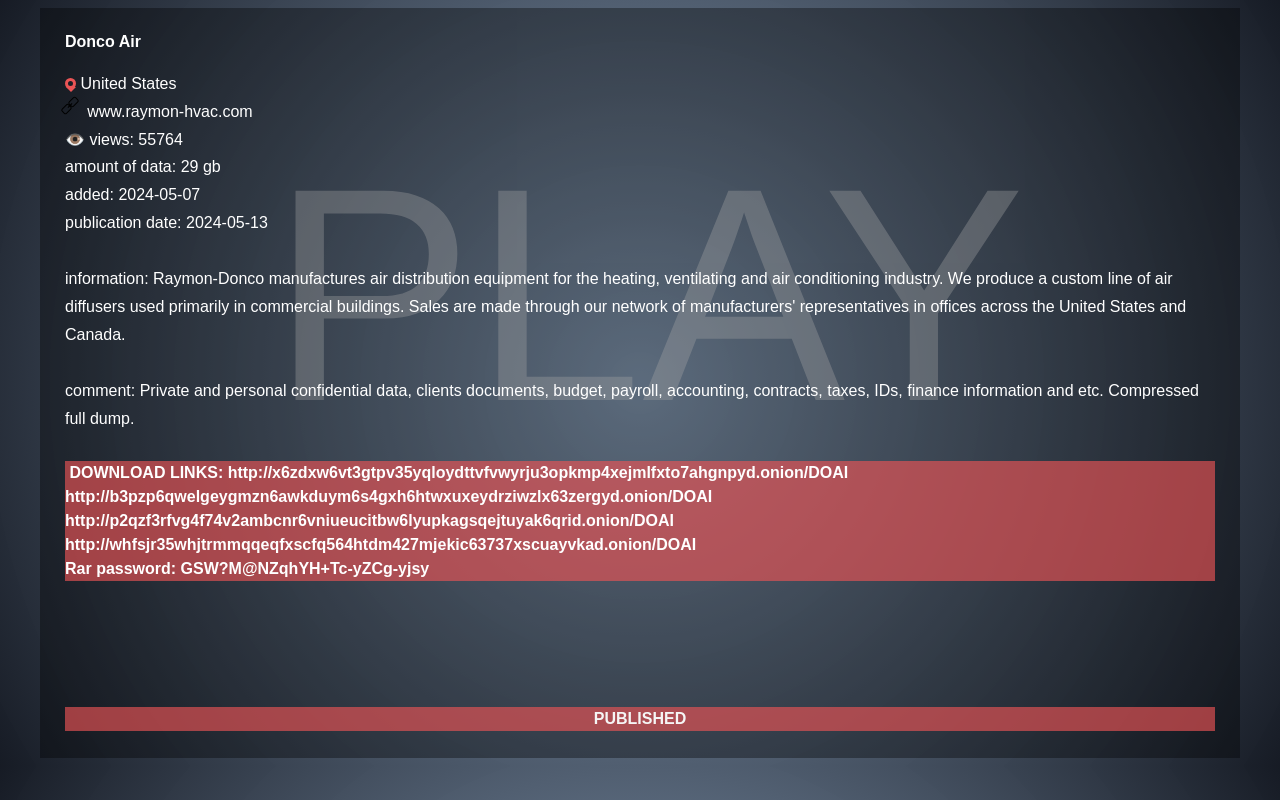 Donco Air
United States
www.raymon-hvac.com
views: 55764
amount of data: 29 gb
added: 2024-05-07
publication date: 2024-05-13
PLAY
information: Raymon-Donco manufactures air distribution equipment for the heating, ventilating and air conditioning industry. We produce a custom line of air
diffusers used primarily in commercial buildings. Sales are made through our network of manufacturers' representatives in offices across the United States and
Canada.
comment: Private and personal confidential data, clients documents, budget, payroll, accounting, contracts, taxes, IDs, finance information and etc. Compressed
full dump.
DOWNLOAD LINKS: http://x6zdxw6vt3gtpv35yqloydttvfvwyrju3opkmp4xejmlfxto7ahgnpyd.onion/DOAI
http://b3pzp6qwelgeygmzn6awkduym6s4gxh6htwxuxeydrziwzlx63zergyd.onion/DOAI
http://p2qzf3rfvg4f74v2ambcnr6vniueucitbw6lyupkagsqejtuyak6qrid.onion/DOAI
http://whfsjr35whjtrmmqqeqfxscfq564htdm427mjekic63737xscuayvkad.onion/DOAI
Rar password: GSW?M@NZqhYH+Tc-yZCg-yjsy
PUBLISHED